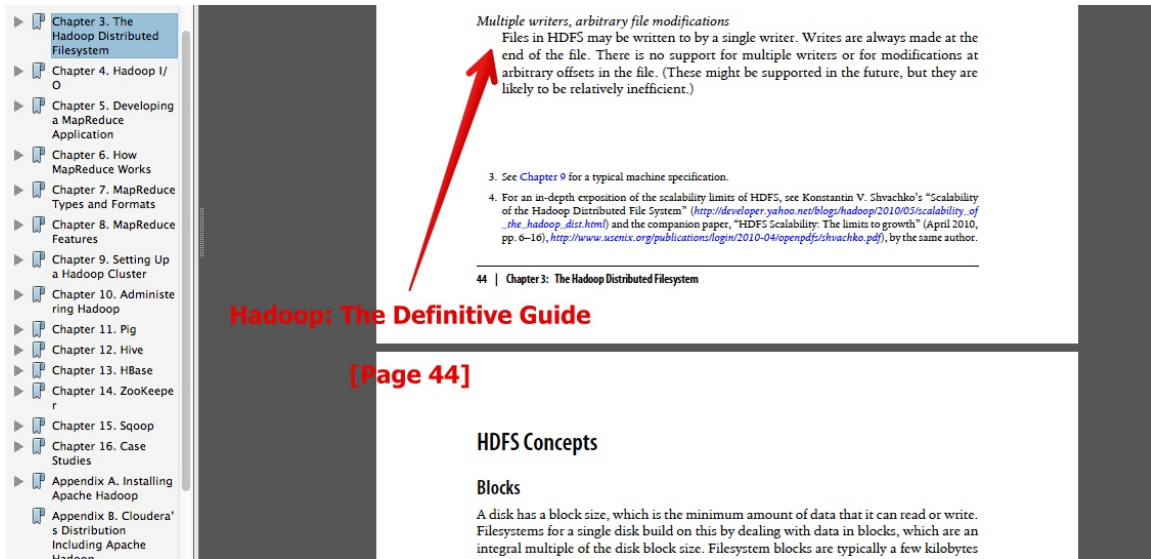 Chapter 3. The
Hadoop Distributed
Filesystem
Chapter 4. Hadoop I/
O
Chapter 5. Developing
a MapReduce
Application
Chapter 6. How
MapReduce Works
Chapter 7. MapReduce
Types and Formats
Chapter 8. MapReduce
Features
Chapter 9. Setting Up
a Hadoop Cluster
Chapter 10. Administe
ring Hadoop
Chapter 11. Pig
Chapter 12. Hive
Chapter 13. HBase
Chapter 14. ZooKeepe
r
Chapter 15. Sqoop
Chapter 16. Case
Studies
Appendix A. Installing
Apache Hadoop
Appendix B. Cloudera'
s Distribution
Including Apache
Hadoop
Multiple writers, arbitrary file modifications
Files in HDFS may be written to by a single writer. Writes are always made at the
end of the file. There is no support for multiple writers or for modifications at
arbitrary offsets in the file. (These might be supported in the future, but they are
likely to be relatively inefficient.)
3. See Chapter 9 for a typical machine specification.
4. For an in-depth exposition of the scalability limits of HDFS, see Konstantin V. Shvachko's “Scalability
of the Hadoop Distributed File System” (http://developer.yahoo.net/blogs/hadoop/2010/05/scalability_of
_the_hadoop_dist.html) and the companion paper, “HDFS Scalability: The limits to growth” (April 2010,
pp. 6–16), http://www.usenix.org/publications/login/2010-04/openpdfs/shvachko.pdf), by the same author.
44 | Chapter 3: The Hadoop Distributed Filesystem
Hadoop: The Definitive Guide
[Page 44]
HDFS Concepts
Blocks
A disk has a block size, which is the minimum amount of data that it can read or write.
Filesystems for a single disk build on this by dealing with data in blocks, which are an
integral multiple of the disk block size. Filesystem blocks are typically a few kilobytes